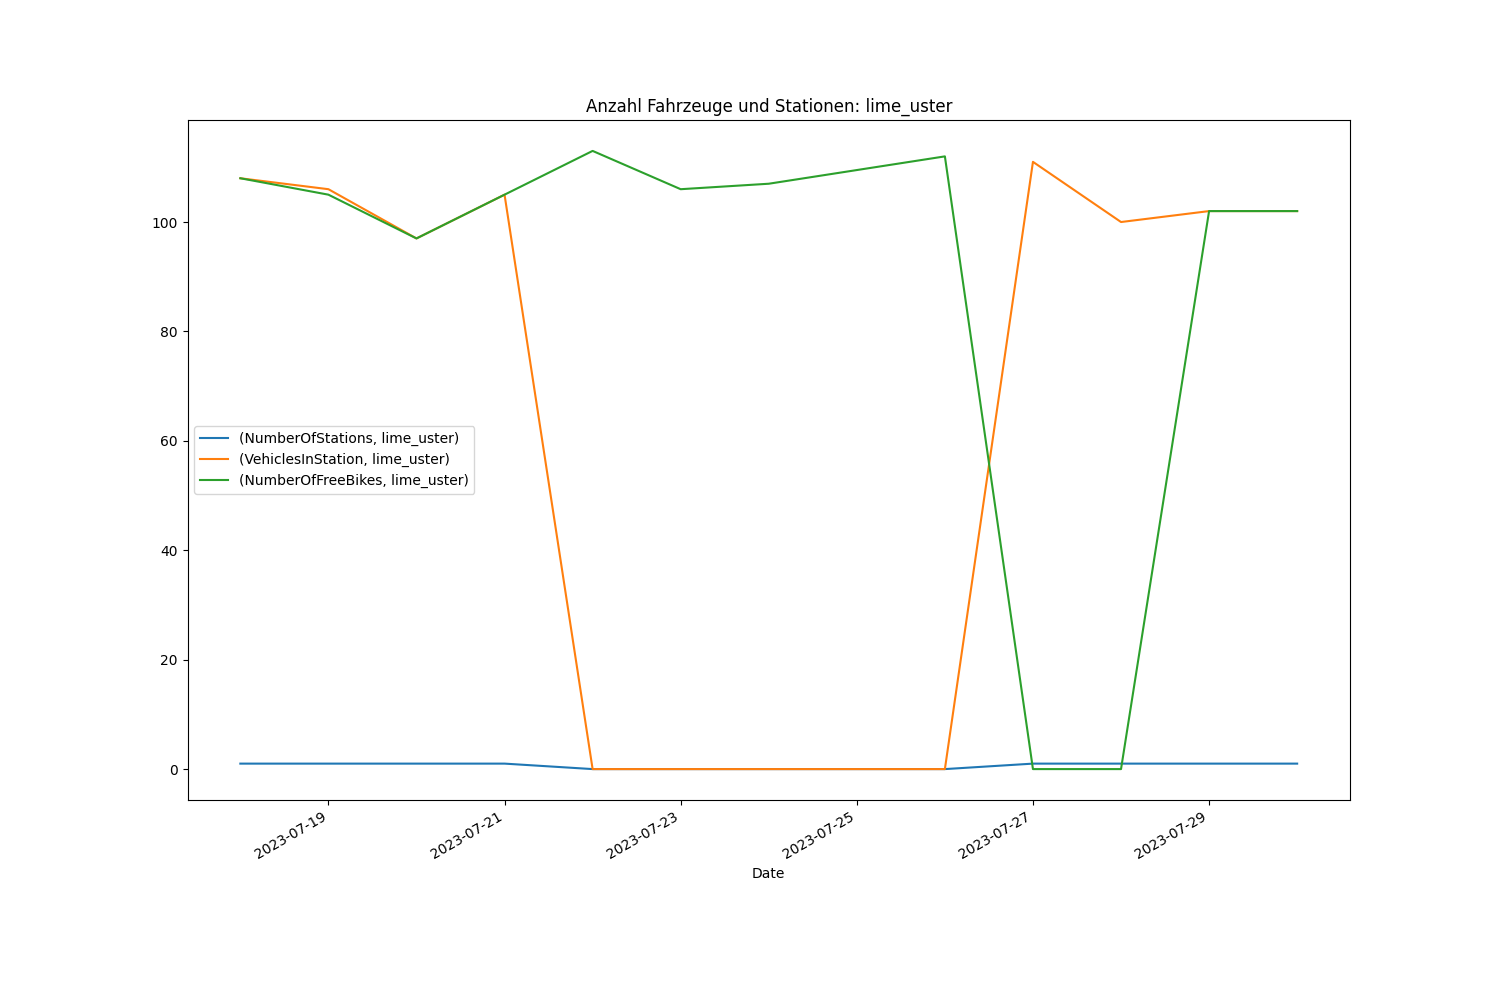 Anzahl Fahrzeuge und Stationen: lime_uster
100
80
60
40
20
0
(NumberOfStations, lime_uster)
(VehiclesInStation, lime_uster)
(NumberOfFreeBikes, lime_uster)
2023-07-19
2023-07-21
2023-07-23
2023-07-25
2023-07-27
2023-07-29
Date